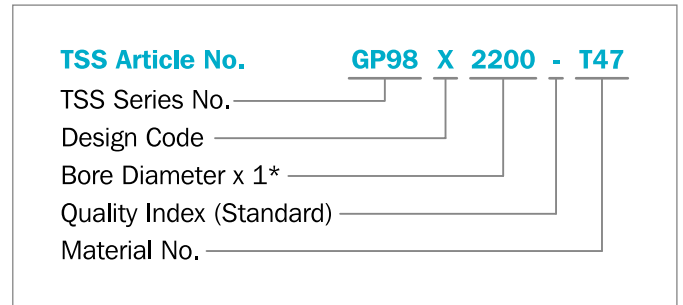 TSS Article No. GP98 X 2200 - T47
TSS Series No.
Design Code
Bore Diameter x 1*
Quality Index (Standard)
Material No.